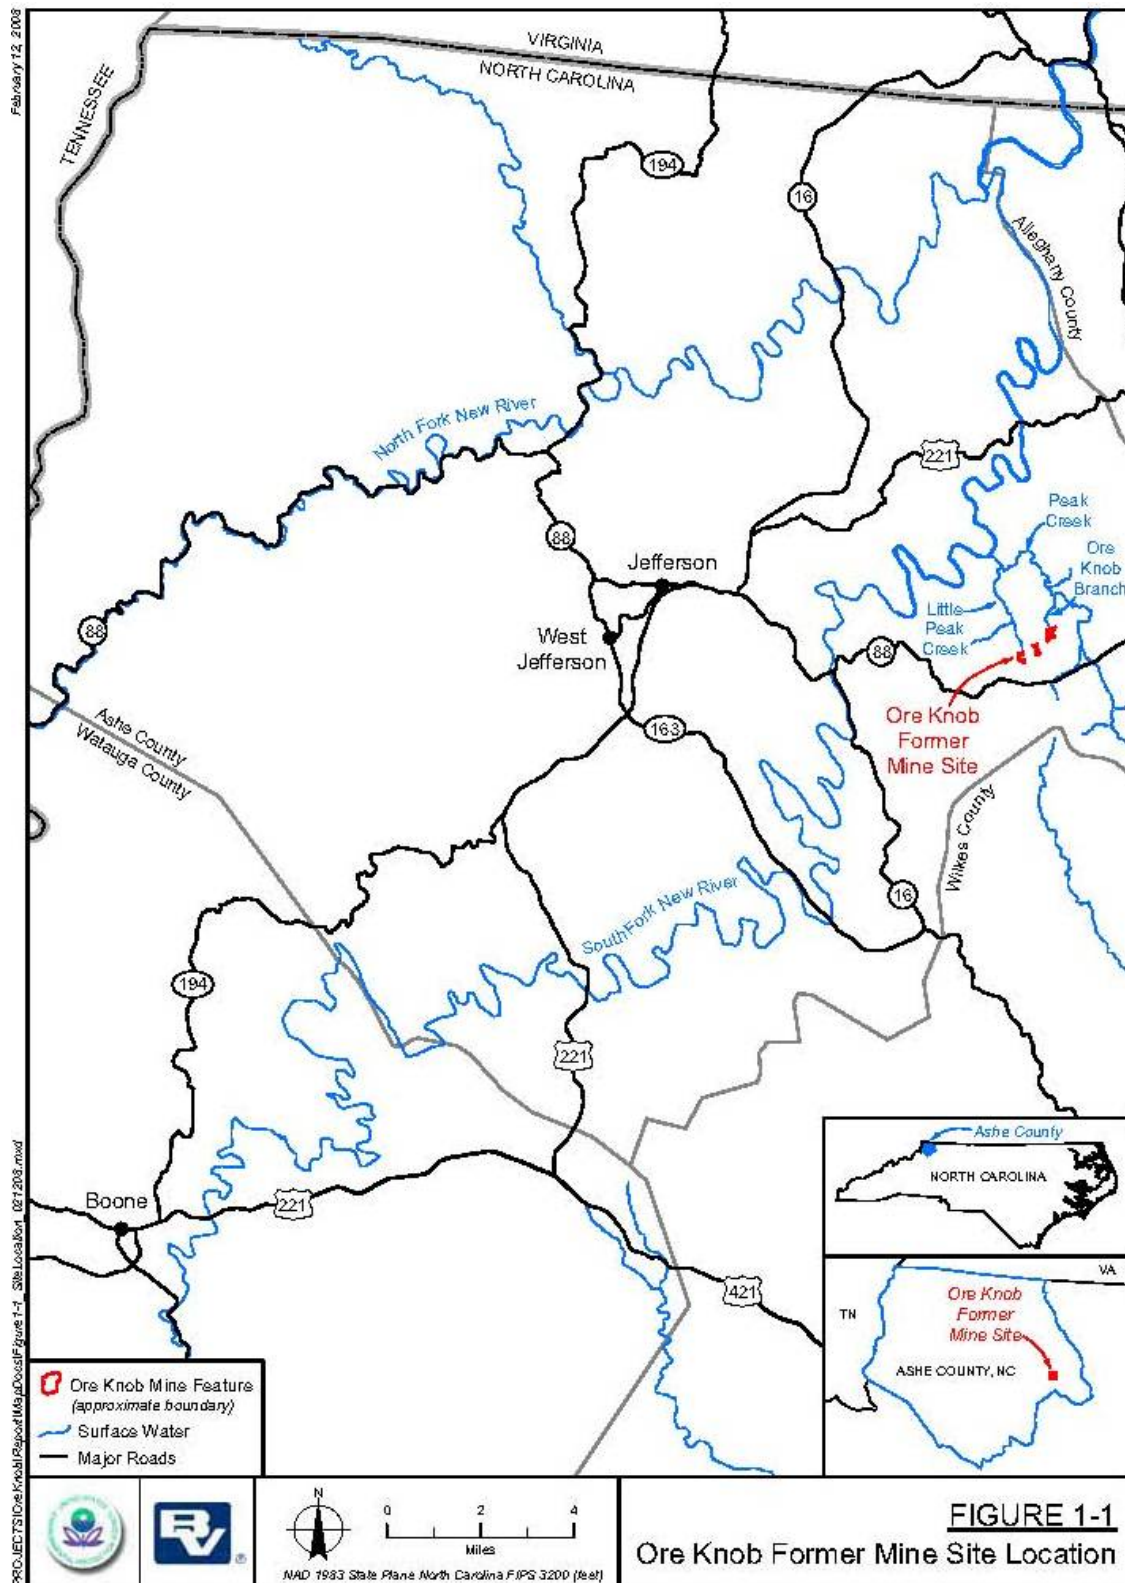 February 12, 2008
VIRGINIA
NORTH CAROLINA
TENNESSEE
194
16
Alleghany County
North Fork New River
221
Peak
Creek
Ore
Knob
Branch
88
Jefferson
Little
Peak
Creek
West
Jefferson
88
88
Ore Knob
Former
Mine Site
Ashe County
Watauga County
163
Wilkes County
16
South Fork New River
194
221
Boone
221
421
Ashe County
NORTH CAROLINA
VA
TN
Ore Knob
Former
Mine Site
ASHE COUNTY, NC
Ore Knob Mine Feature
(approximate boundary)
Surface Water
Major Roads
N
0 2 4
Miles
NAD 1983 State Plane North Carolina FIPS 3200 (feet)
BV
FIGURE 1-1
Ore Knob Former Mine Site Location